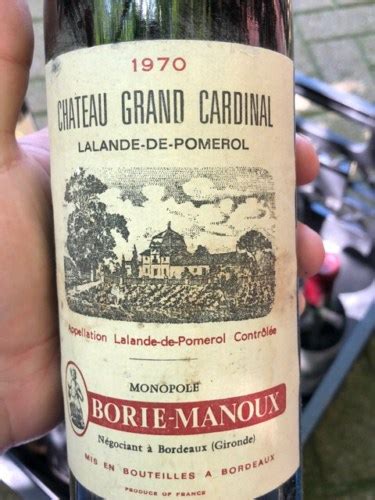 1970
CHATEAU GRAND CARDINAL
LALANDE-DE-POMEROL
Appellation Lalande-de-Pomerol Contrôlée
MONOPOLE
BORIE-MANOUX
Négociant à Bordeaux (Gironde)
MIS EN BOUTEILLES A BORDEAUX
PRODUCE OF FRANCE